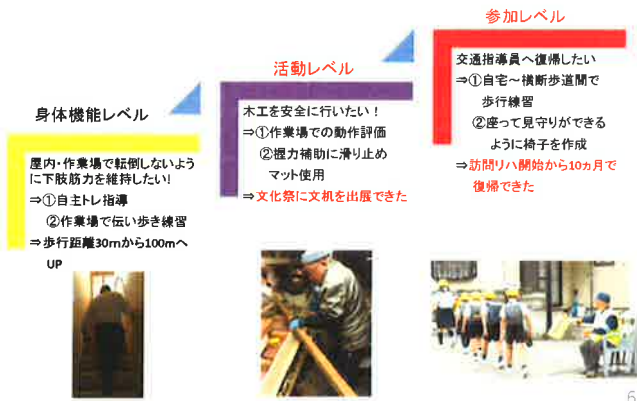 身体機能レベル
屋内・作業場で転倒しないよう
に下肢筋力を維持したい!
⇒①自主トレ指導
②作業場で伝い歩き練習
⇒歩行距離30mから100mへ
UP
活動レベル
木工を安全に行いたい!
⇒①作業場での動作評価
②握力補助に滑り止め
マット使用
⇒文化祭に文机を出展できた
参加レベル
交通指導員へ復帰したい
⇒①自宅~横断歩道間で
歩行練習
②座って見守りができる
ように椅子を作成
⇒訪問リハ開始から10ヵ月で
復帰できた
6